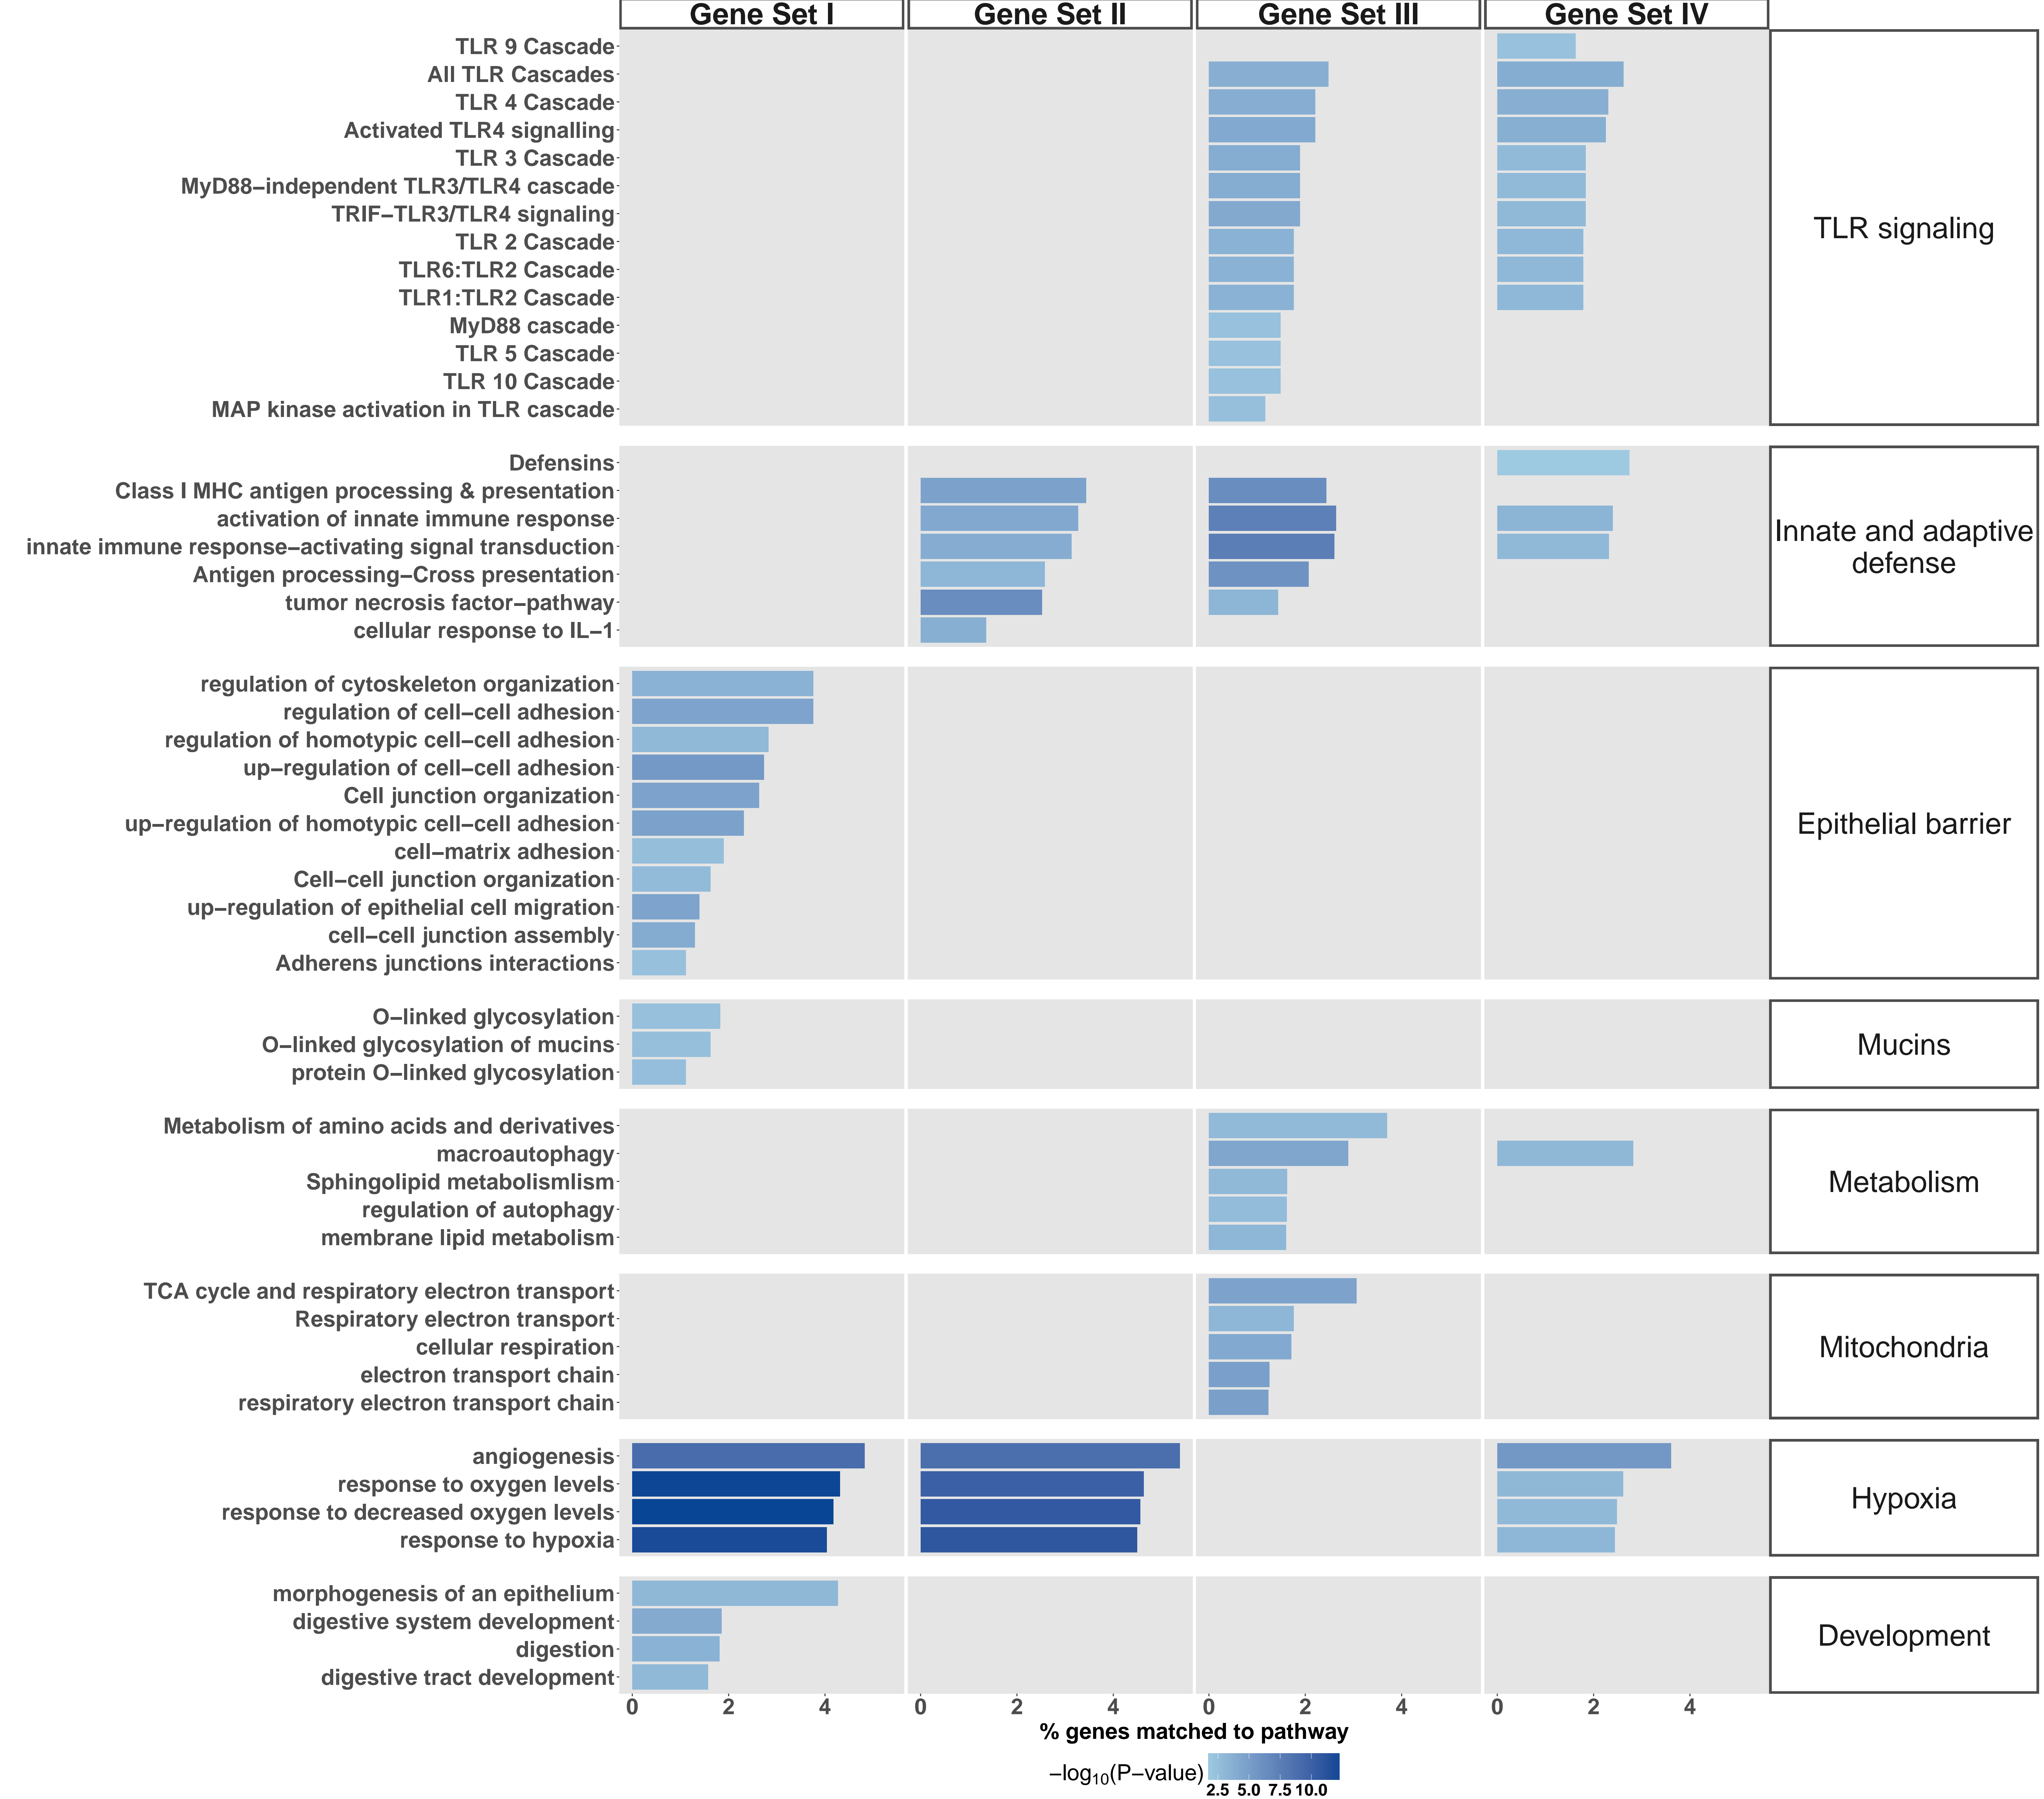 Gene Set I
Gene Set II
Gene Set III
Gene Set IV
TLR 9 Cascade
All TLR Cascades
TLR 4 Cascade
Activated TLR4 signalling
TLR 3 Cascade
MyD88−independent TLR3/TLR4 cascade
TRIF−TLR3/TLR4 signaling
TLR 2 Cascade
TLR6:TLR2 Cascade
TLR1:TLR2 Cascade
MyD88 cascade
TLR 5 Cascade
TLR 10 Cascade
MAP kinase activation in TLR cascade
TLR signaling
Defensins
Class I MHC antigen processing & presentation
activation of innate immune response
innate immune response−activating signal transduction
Antigen processing−Cross presentation
tumor necrosis factor−pathway
cellular response to IL−1
Innate and adaptive
defense
regulation of cytoskeleton organization
regulation of cell−cell adhesion
regulation of homotypic cell−cell adhesion
up−regulation of cell−cell adhesion
Cell junction organization
up−regulation of homotypic cell−cell adhesion
cell−matrix adhesion
Cell−cell junction organization
up−regulation of epithelial cell migration
cell−cell junction assembly
Adherens junctions interactions
Epithelial barrier
O−linked glycosylation
O−linked glycosylation of mucins
protein O−linked glycosylation
Mucins
Metabolism of amino acids and derivatives
macroautophagy
Sphingolipid metabolismlism
regulation of autophagy
membrane lipid metabolism
Metabolism
TCA cycle and respiratory electron transport
Respiratory electron transport
cellular respiration
electron transport chain
respiratory electron transport chain
Mitochondria
angiogenesis
response to oxygen levels
response to decreased oxygen levels
response to hypoxia
Hypoxia
morphogenesis of an epithelium
digestive system development
digestion
digestive tract development
Development
0 2 4 0 2 4 0 2 4 0 2 4
% genes matched to pathway
−log10(P−value)
2.5 5.0 7.5 10.0